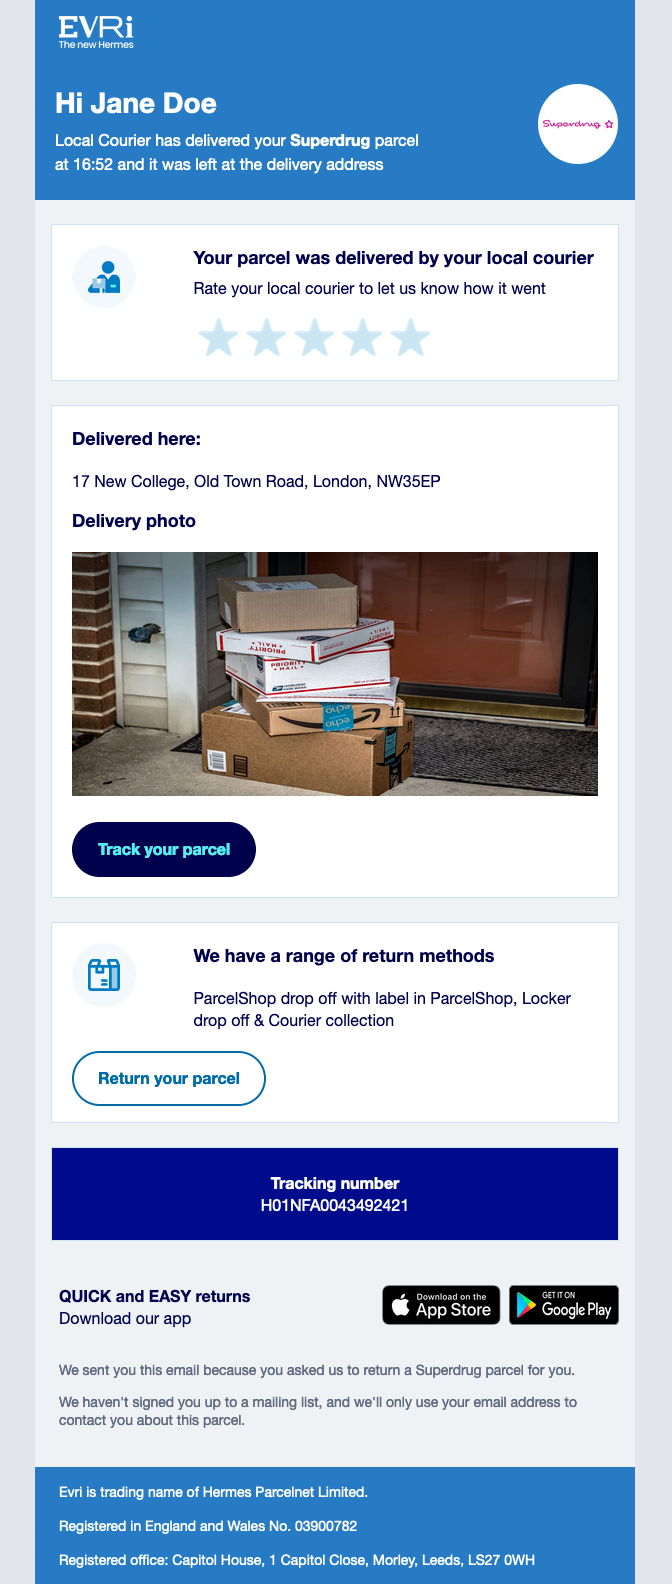 EVRi
The new Hermes
Hi Jane Doe
Local Courier has delivered your Superdrug parcel
at 16:52 and it was left at the delivery address
Superdrug
Your parcel was delivered by your local courier
Rate your local courier to let us know how it went
Delivered here:
17 New College, Old Town Road, London, NW35EP
Delivery photo
PRIORITY
MAIL
PRIORITY
MAIL
echo
echo
Track your parcel
We have a range of return methods
ParcelShop drop off with label in ParcelShop, Locker
drop off & Courier collection
Return your parcel
Tracking number
H01NFA0043492421
QUICK and EASY returns
Download our app
Download on the
App Store
GET IT ON
Google Play
We sent you this email because you asked us to return a Superdrug parcel for you.
We haven't signed you up to a mailing list, and we'll only use your email address to
contact you about this parcel.
Evri is trading name of Hermes Parcelnet Limited.
Registered in England and Wales No. 03900782
Registered office: Capitol House, 1 Capitol Close, Morley, Leeds, LS27 0WH